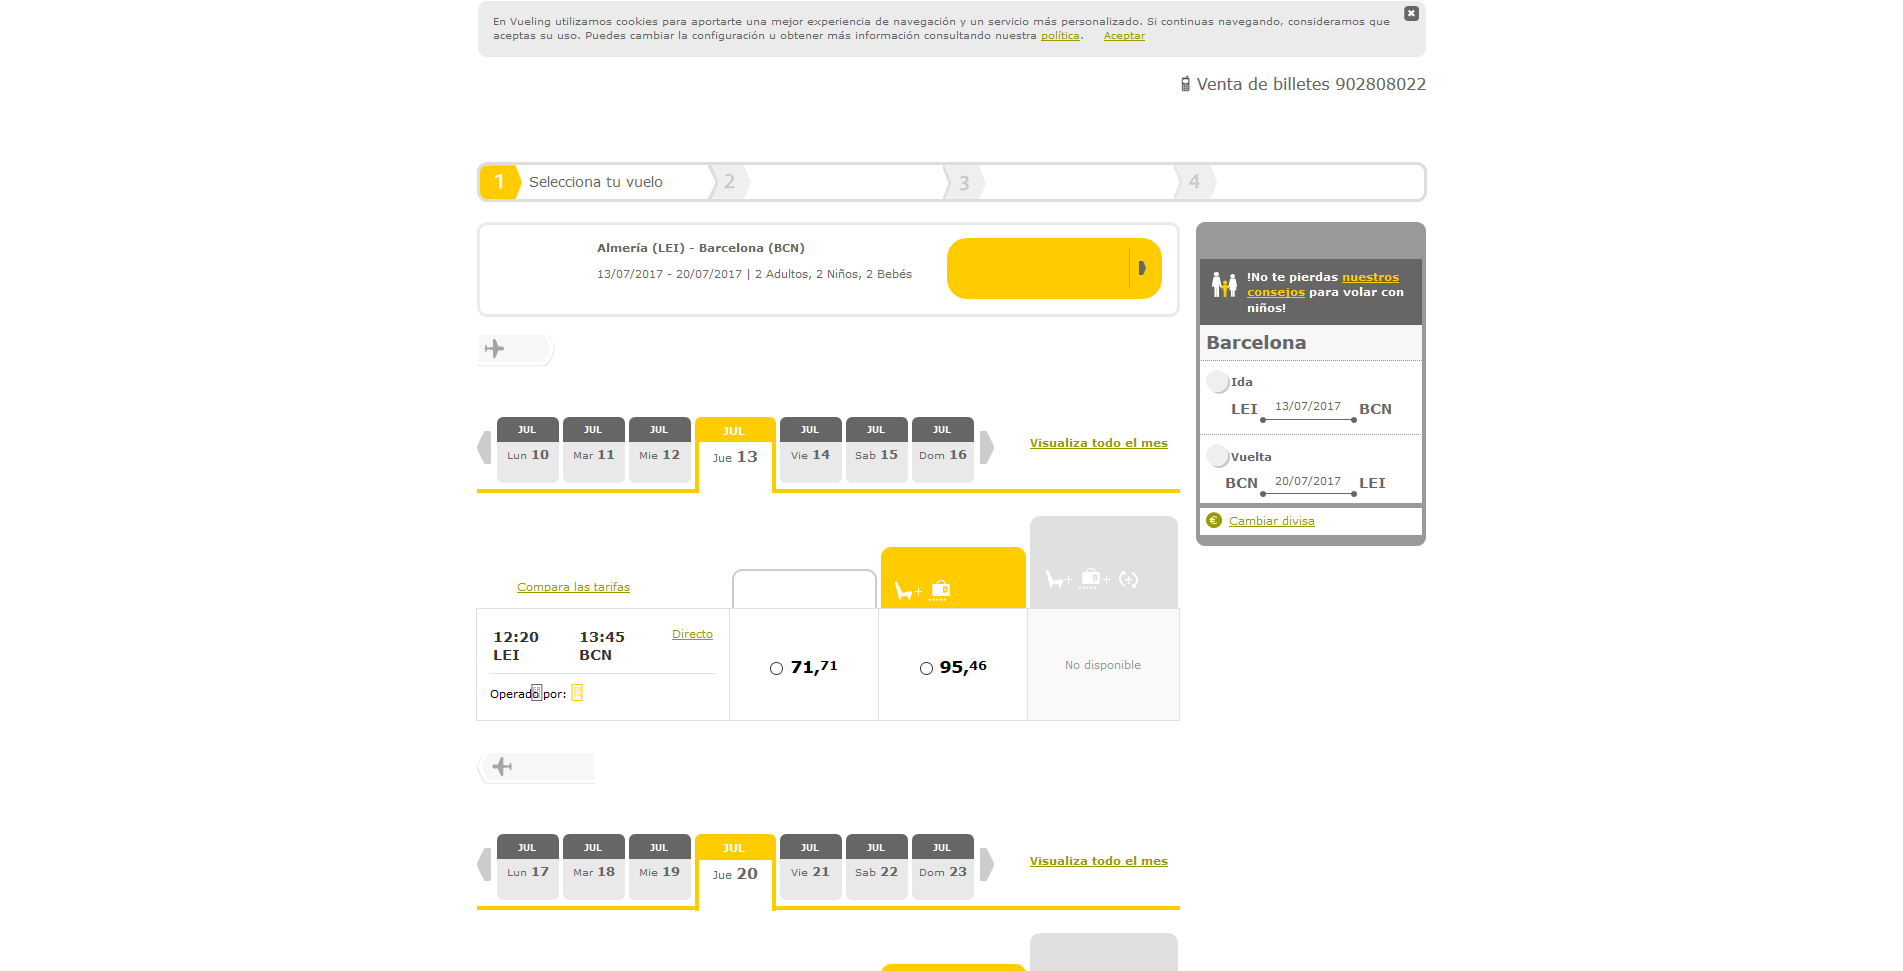 En Vueling utilizamos cookies para aportarte una mejor experiencia de navegación y un servicio más personalizado. Si continuas navegando, consideramos que
aceptas su uso. Puedes cambiar la configuración u obtener más información consultando nuestra política. Aceptar
Venta de billetes 902808022
1 Selecciona tu vuelo 2 3 4
Almería (LEI) - Barcelona (BCN)
13/07/2017 - 20/07/2017 | 2 Adultos, 2 Niños, 2 Bebés
!No te pierdas nuestros
consejos para volar con
niños!
Barcelona
Ida
LEI 13/07/2017 BCN
Vuelta
BCN 20/07/2017 LEI
€ Cambiar divisa
JUL JUL JUL JUL JUL JUL JUL
Lun 10 Mar 11 Mie 12 Jue 13 Vie 14 Sab 15 Dom 16
Visualiza todo el mes
Compara las tarifas
+ + +
12:20 13:45 Directo
LEI BCN
Operado por:
71,71
95,46
No disponible
JUL JUL JUL JUL JUL JUL JUL
Lun 17 Mar 18 Mie 19 Jue 20 Vie 21 Sab 22 Dom 23
Visualiza todo el mes